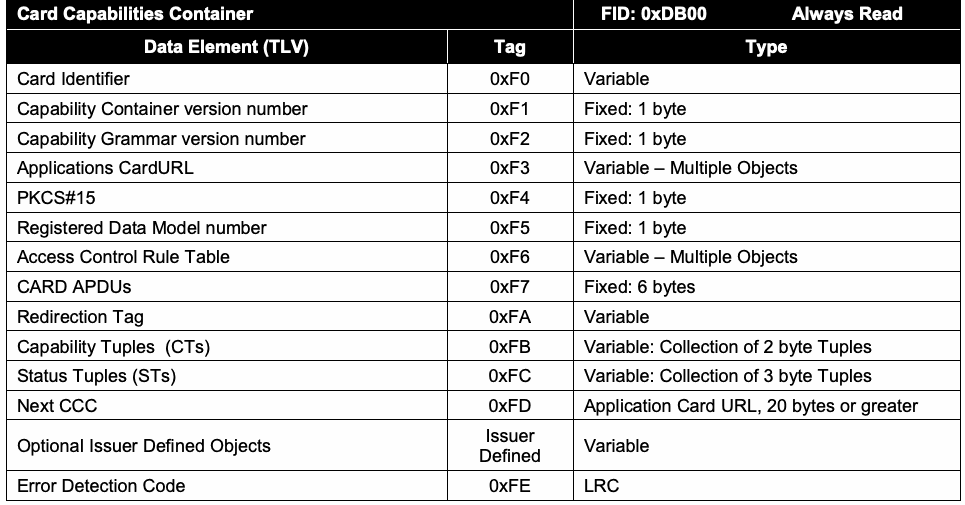 Card Capabilities Container FID: 0xDB00 Always Read
Data Element (TLV) Tag Type
Card Identifier 0xF0 Variable
Capability Container version number 0xF1 Fixed: 1 byte
Capability Grammar version number 0xF2 Fixed: 1 byte
Applications CardURL 0xF3 Variable – Multiple Objects
PKCS#15 0xF4 Fixed: 1 byte
Registered Data Model number 0xF5 Fixed: 1 byte
Access Control Rule Table 0xF6 Variable – Multiple Objects
CARD APDUs 0xF7 Fixed: 6 bytes
Redirection Tag 0xFA Variable
Capability Tuples (CTs) 0xFB Variable: Collection of 2 byte Tuples
Status Tuples (STs) 0xFC Variable: Collection of 3 byte Tuples
Next CCC 0xFD Application Card URL, 20 bytes or greater
Optional Issuer Defined Objects Issuer Defined Variable
Error Detection Code 0xFE LRC